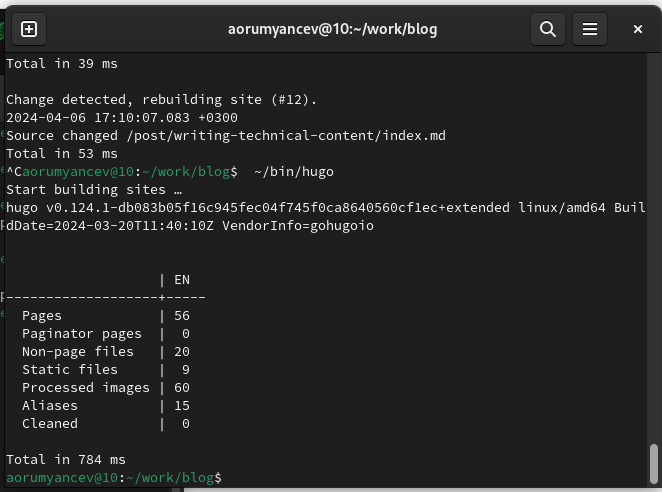 aorumyancev@10:~/work/blog
Total in 39 ms
Change detected, rebuilding site (#12).
2024-04-06 17:10:07.083 +0300
Source changed /post/writing-technical-content/index.md
Total in 53 ms
^Caorumyancev@10:~/work/blog$  ~/bin/hugo
Start building sites …
hugo v0.124.1-db083b05f16c945fec04f745f0ca8640560cf1ec+extended linux/amd64 Buil
dDate=2024-03-20T11:40:10Z VendorInfo=gohugoio
                   | EN
-------------------+-----
  Pages            | 56
  Paginator pages  |  0
  Non-page files   | 20
  Static files     |  9
  Processed images | 60
  Aliases          | 15
  Cleaned          |  0
Total in 784 ms
aorumyancev@10:~/work/blog$